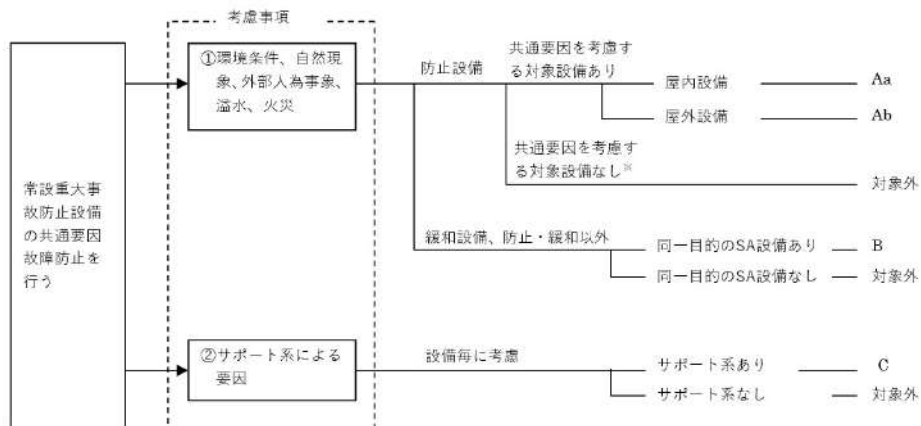 考慮事項
①環境条件、自然現
象、外部人為事象、
溢水、火災
防止設備
共通要因を考慮す
る対象設備あり
屋内設備
Aa
屋外設備
Ab
共通要因を考慮す
る対象設備なし※
対象外
常設重大事
故防止設備
の共通要因
故障防止を
行う
緩和設備、防止・緩和以外
同一目的のSA設備あり
B
同一目的のSA設備なし
対象外
②サポート系による
要因
設備毎に考慮
サポート系あり
C
サポート系なし
対象外